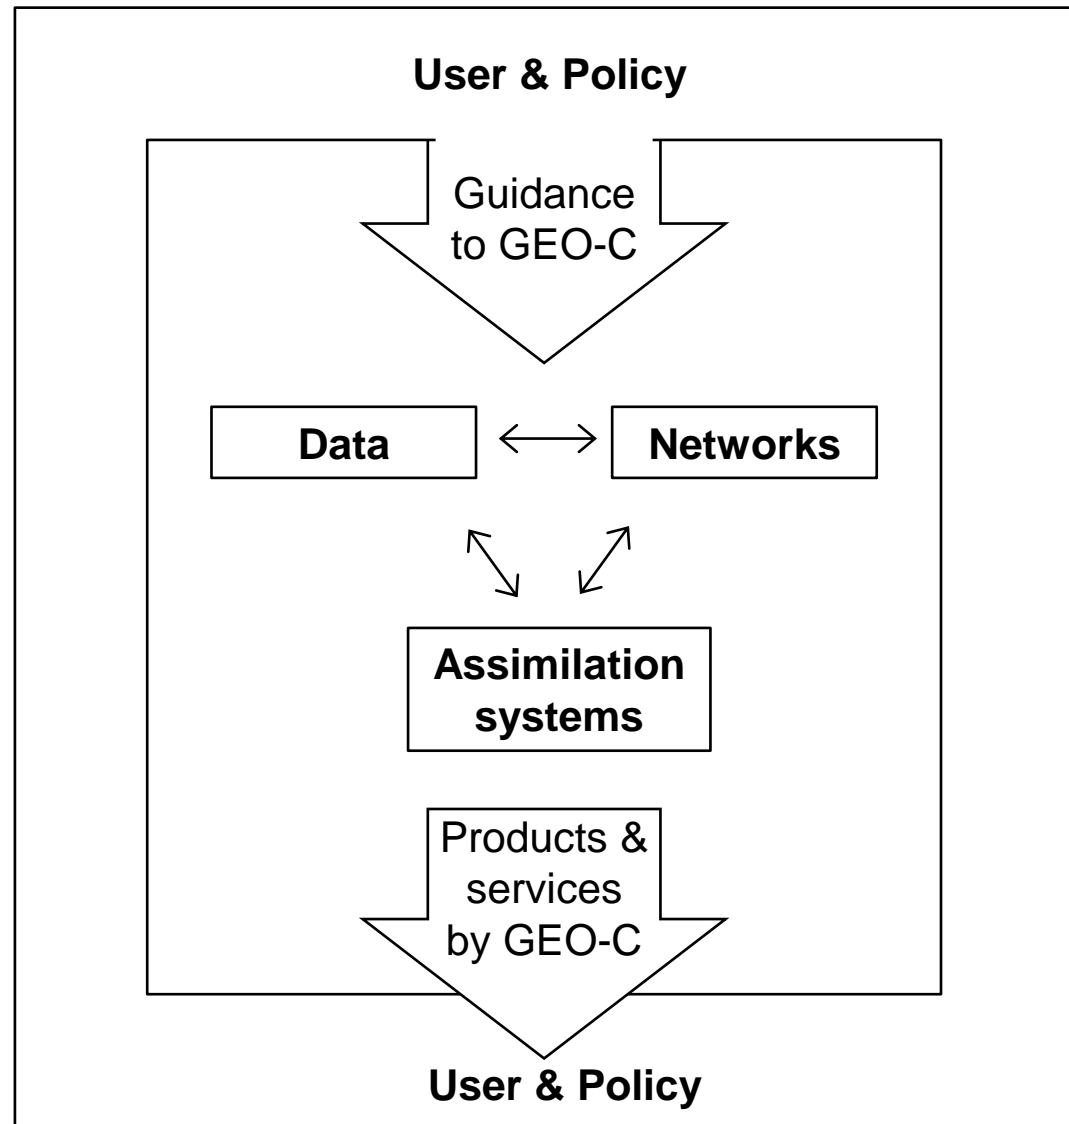 User & Policy
Guidance
to GEO-C
Data
Networks
Assimilation
systems
Products &
services
by GEO-C
User & Policy